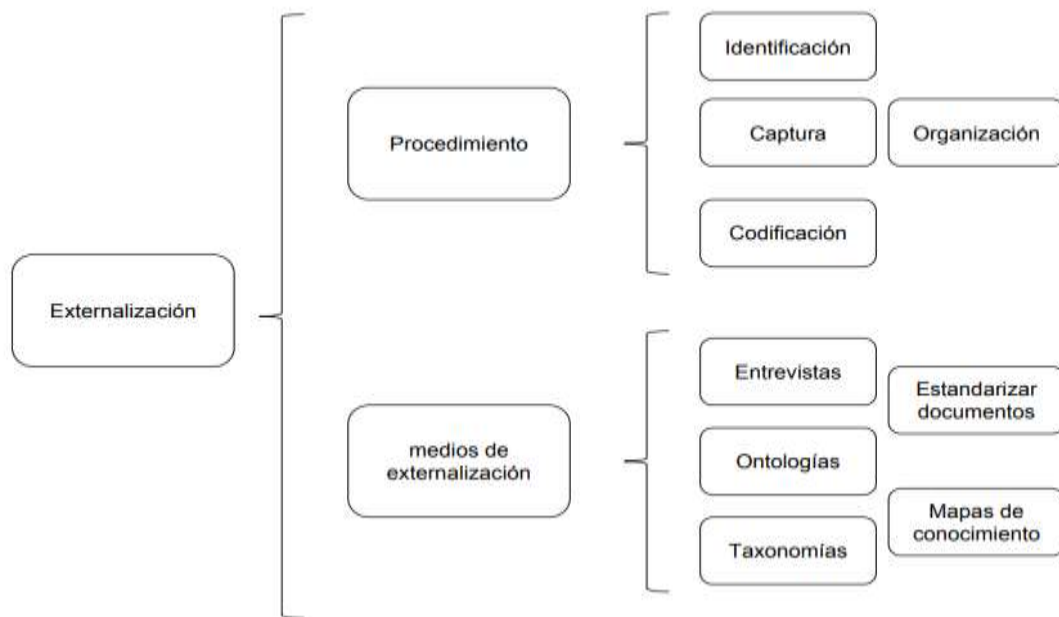 Externalización
Procedimiento
Identificación
Captura
Organización
Codificación
medios de
externalización
Entrevistas
Estandarizar
documentos
Ontologías
Mapas de
conocimiento
Taxonomías